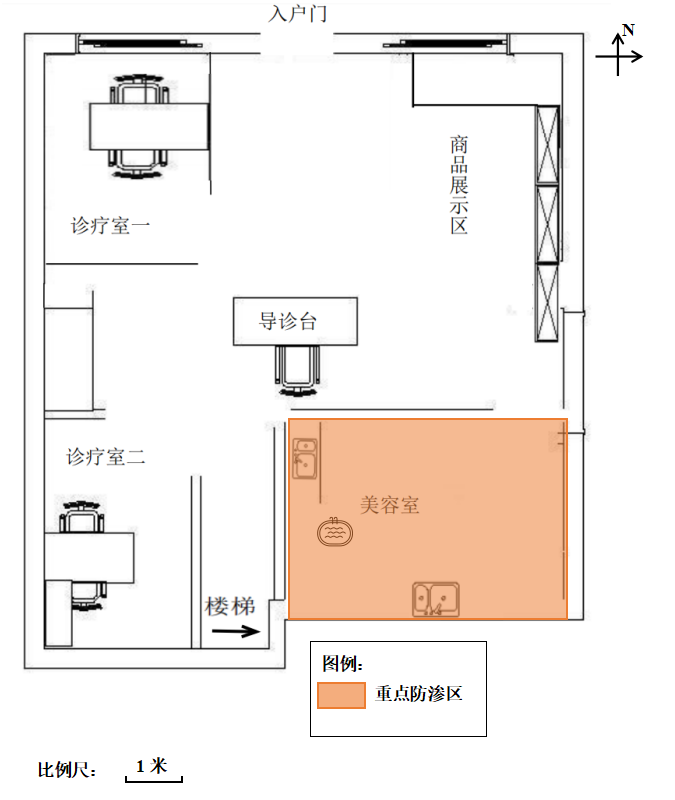 入户门
N
商品展示区
诊疗室一
导诊台
诊疗室二
美容室
楼梯
图例：
重点防渗区
比例尺：
1 米